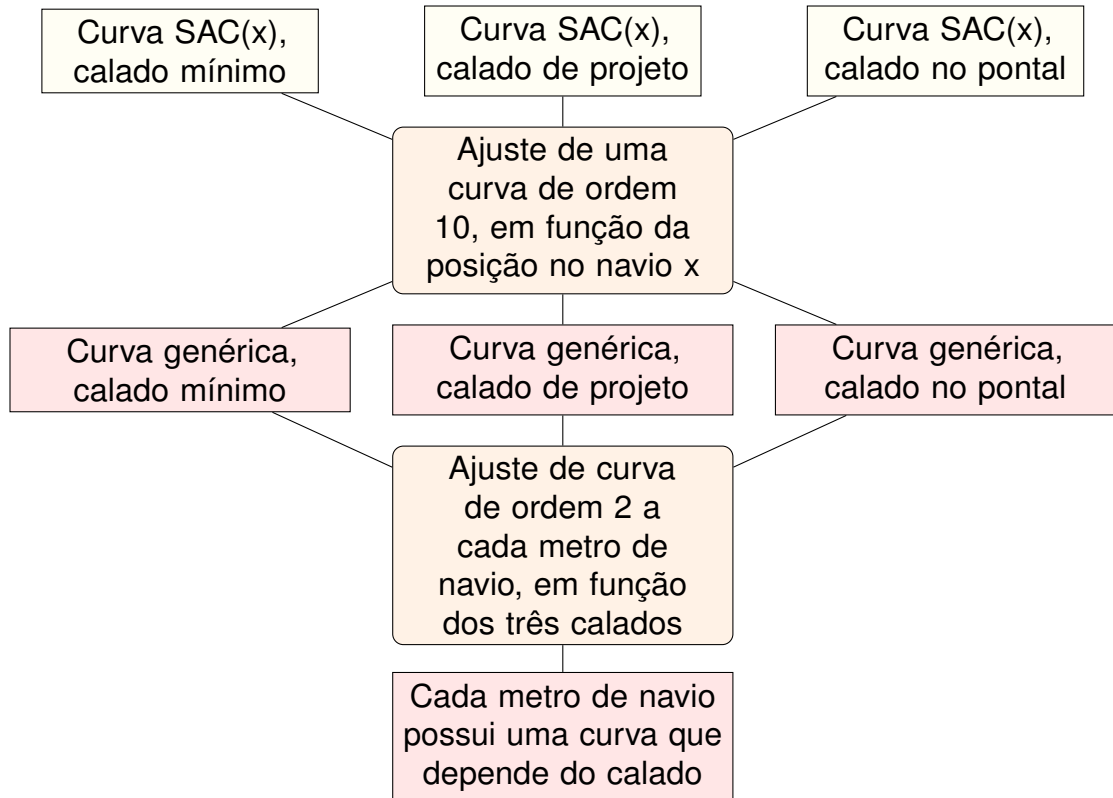 Curva SAC(x),
calado mínimo
Curva SAC(x),
calado de projeto
Curva SAC(x),
calado no pontal
Ajuste de uma
curva de ordem
10, em função da
posição no navio x
Curva genérica,
calado mínimo
Curva genérica,
calado de projeto
Curva genérica,
calado no pontal
Ajuste de curva
de ordem 2 a
cada metro de
navio, em função
dos três calados
Cada metro de navio
possui uma curva que
depende do calado